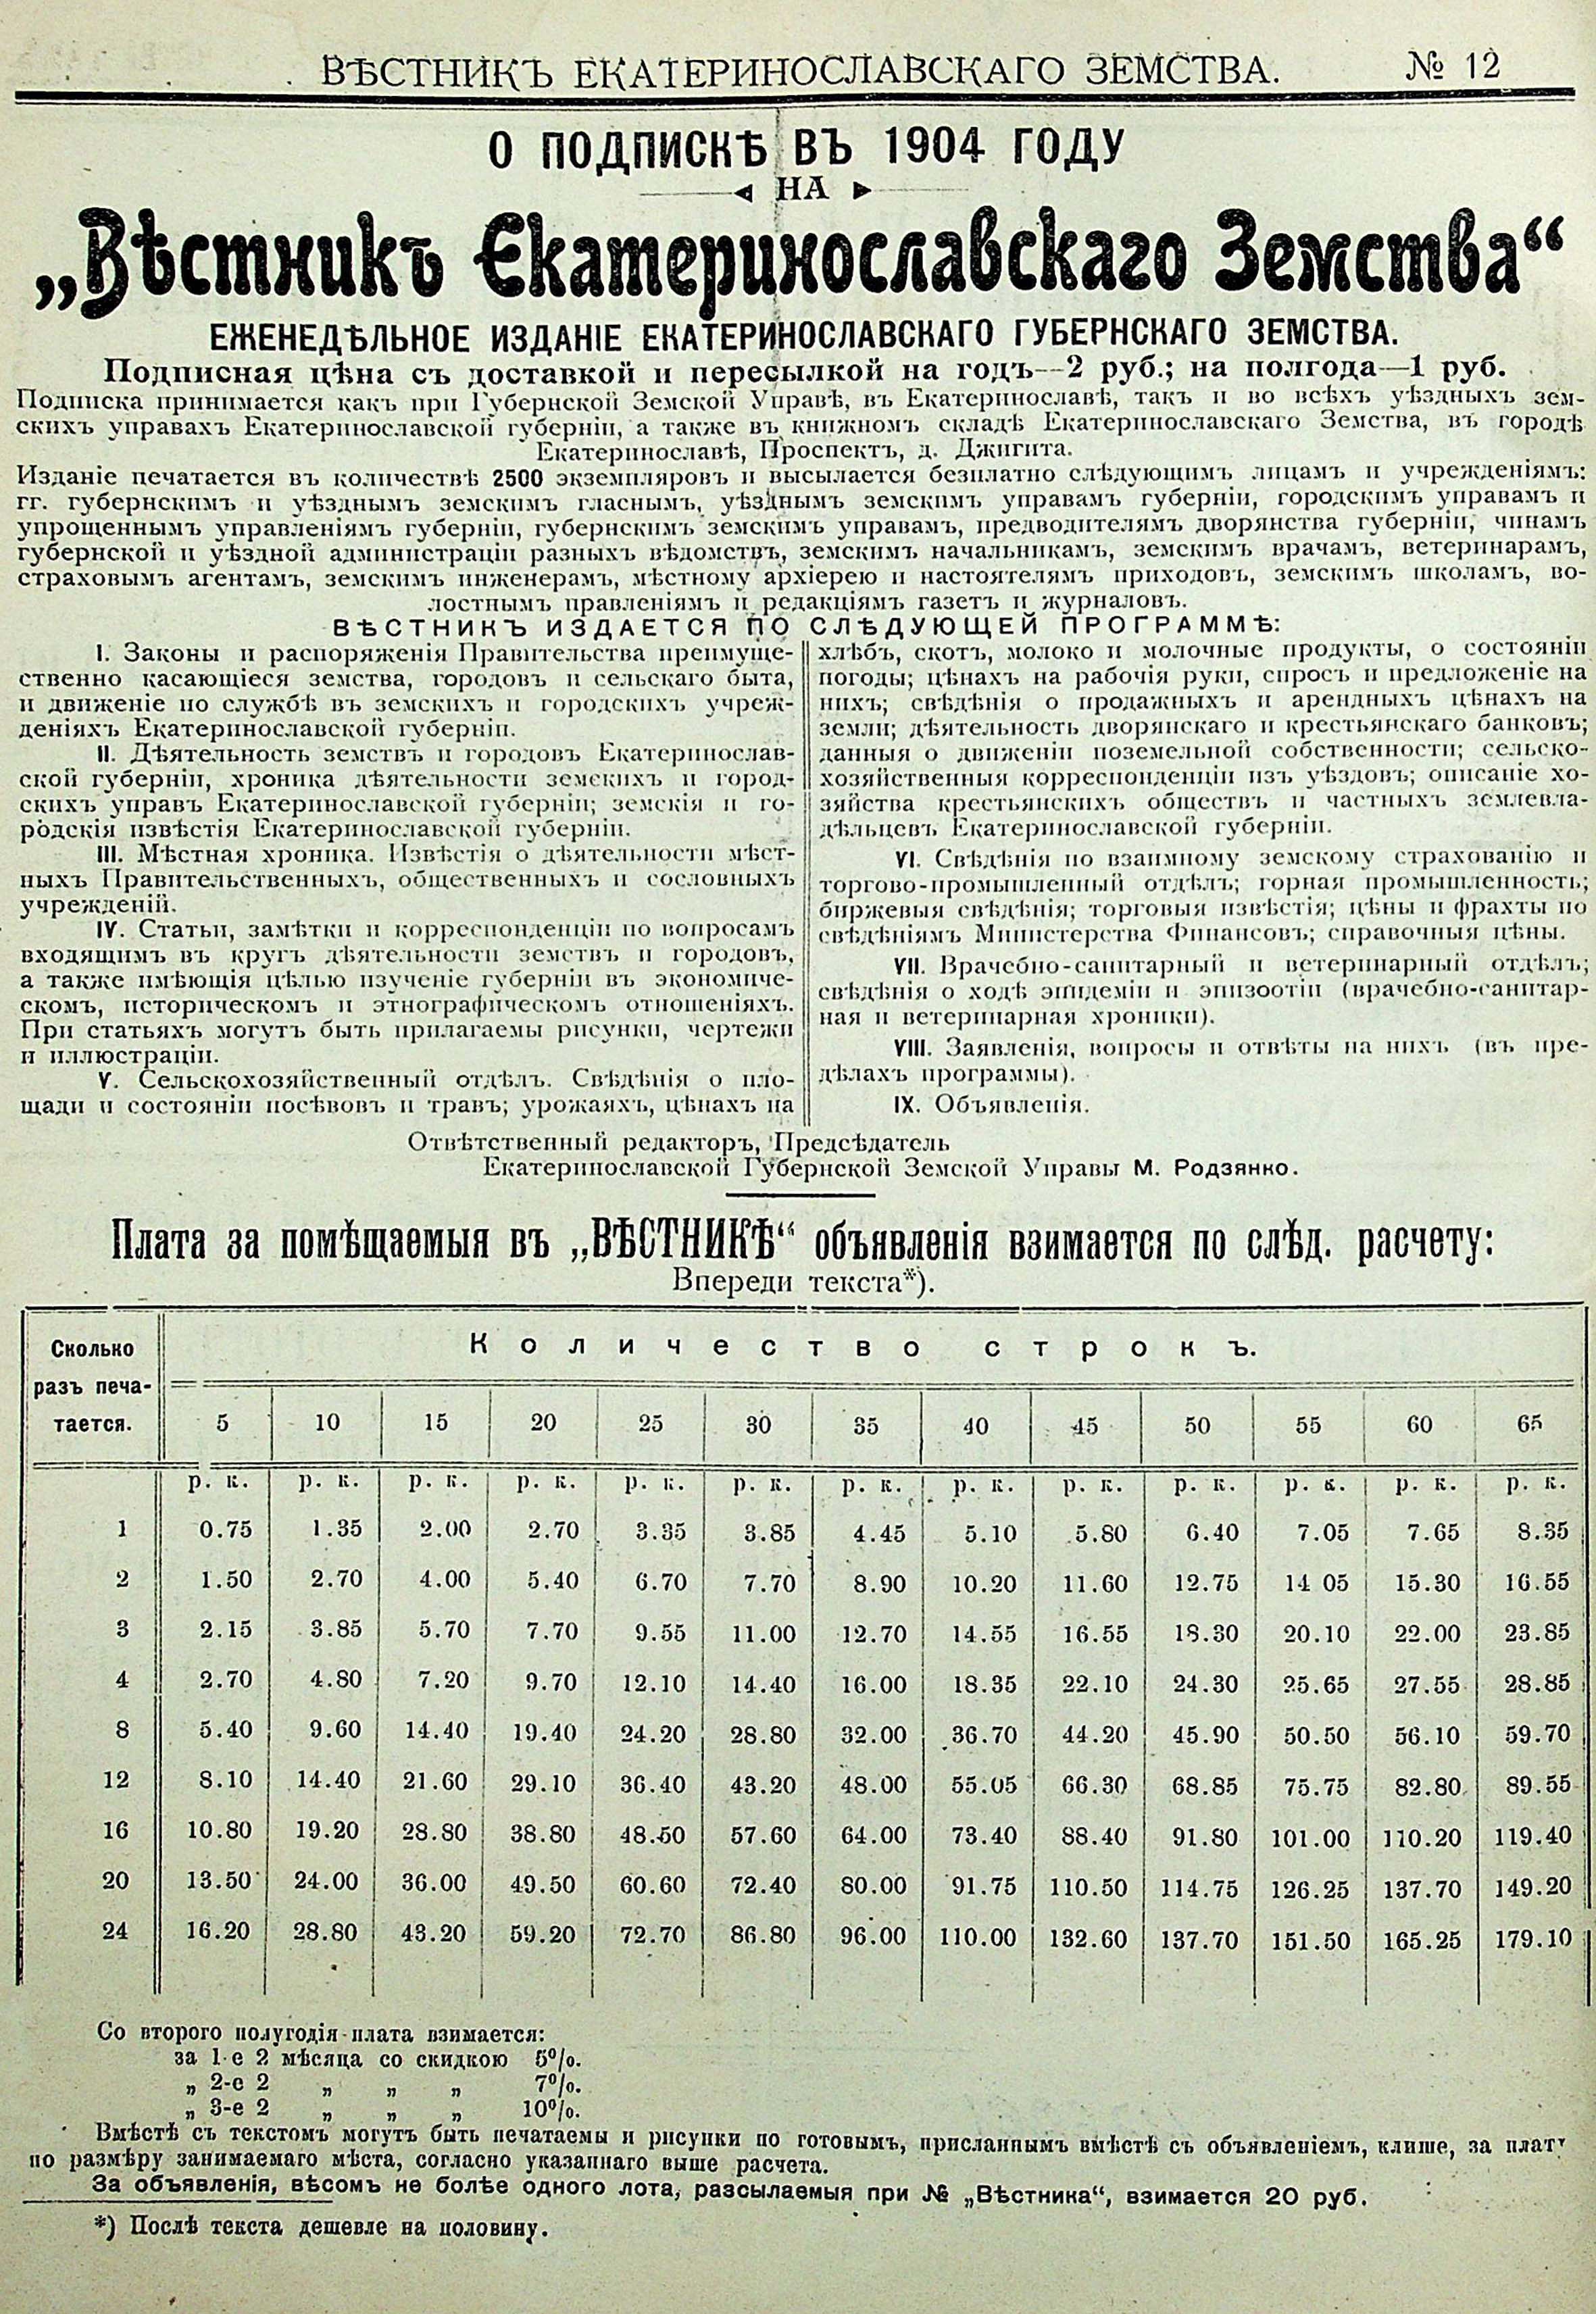 ВѢСТНИКЪ ЕКАТЕРИНОСЛАВСКАГО ЗЕМСТВА. № 12
О ПОДПИСКѢ ВЪ 1904 ГОДУ
НА
„Вѣстникъ Екатеринославскаго Земства“
ЕЖЕНЕДѢЛЬНОЕ ИЗДАНІЕ ЕКАТЕРИНОСЛАВСКАГО ГУБЕРНСКАГО ЗЕМСТВА.
Подписная цѣна съ доставкой и пересылкой на годъ—2 руб.; на полгода—1 руб.
Подписка принимается какъ при Губернской Земской Управѣ, въ Екатеринославѣ, такъ и во всѣхъ уѣздныхъ зем-
скихъ управахъ Екатеринославской губерніи, а также въ книжномъ складѣ Екатеринославскаго Земства, въ городѣ
Екатеринославѣ, Проспектъ, д. Джигита.
Изданіе печатается въ количествѣ 2500 экземпляровъ и высылается безплатно слѣдующимъ лицамъ и учрежденіямъ:
гг. губернскимъ и уѣзднымъ земскимъ гласнымъ, уѣзднымъ земскимъ управамъ губерніи, городскимъ управамъ и
упрощеннымъ управленіямъ губерніи, губернскимъ земскимъ управамъ, предводителямъ дворянства губерніи, чинамъ
губернской и уѣздной администраціи разныхъ вѣдомствъ, земскимъ начальникамъ, земскимъ врачамъ, ветеринарамъ,
страховымъ агентамъ, земскимъ инженерамъ, мѣстному архіерею и настоятелямъ приходовъ, земскимъ школамъ, во-
лостнымъ правленіямъ и редакціямъ газетъ и журналовъ.
ВѢСТНИКЪ ИЗДАЕТСЯ ПО СЛѢДУЮЩЕЙ ПРОГРАММѢ:
I. Законы и распоряженія Правительства преимуще-
ственно касающіеся земства, городовъ и сельскаго быта,
и движеніе по службѣ въ земскихъ и городскихъ учреж-
деніяхъ Екатеринославской губерніи.
II. Дѣятельность земствъ и городовъ Екатеринослав-
ской губерніи, хроника дѣятельности земскихъ и город-
скихъ управъ Екатеринославской губерніи; земскія и го-
родскія извѣстія Екатеринославской губерніи.
III. Мѣстная хроника. Извѣстія о дѣятельности мѣст-
ныхъ Правительственныхъ, общественныхъ и сословныхъ
учрежденій.
IV. Статьи, замѣтки и корреспонденціи по вопросамъ
входящимъ въ кругъ дѣятельности земствъ и городовъ,
а также имѣющія цѣлью изученіе губерніи въ экономиче-
скомъ, историческомъ и этнографическомъ отношеніяхъ.
При статьяхъ могутъ быть прилагаемы рисунки, чертежи
и иллюстраціи.
V. Сельскохозяйственный отдѣлъ. Свѣдѣнія о пло-
щади и состояніи посѣвовъ и травъ; урожаяхъ, цѣнахъ на
хлѣбъ, скотъ, молоко и молочные продукты, о состояніи
погоды; цѣнахъ на рабочія руки, спросъ и предложеніе на
нихъ; свѣдѣнія о продажныхъ и арендныхъ цѣнахъ на
земли; дѣятельность дворянскаго и крестьянскаго банковъ;
данныя о движеніи поземельной собственности; сельско-
хозяйственныя корреспонденціи изъ уѣздовъ; описаніе хо-
зяйства крестьянскихъ обществъ и частныхъ землевла-
дѣльцевъ Екатеринославской губерніи.
VI. Свѣдѣнія по взаимному земскому страхованію и
торгово-промышленный отдѣлъ; горная промышленность;
биржевыя свѣдѣнія; торговыя извѣстія; цѣны и фрахты по
свѣдѣніямъ Министерства Финансовъ; справочныя цѣны.
VII. Врачебно-санитарный и ветеринарный отдѣлъ;
свѣдѣнія о ходѣ эпидеміи и эпизоотіи (врачебно-санитар-
ная и ветеринарная хроники).
VIII. Заявленія, вопросы и отвѣты на нихъ (въ пре-
дѣлахъ программы).
IX. Объявленія.
Отвѣтственный редакторъ, Предсѣдатель
Екатеринославской Губернской Земской Управы М. Родзянко.
Плата за помѣщаемыя въ „ВѢСТНИКѢ“ объявленія взимается по слѣд. расчету:
Впереди текста*).
Сколько разъ печа-тается. Количество строкъ.
5 10 15 20 25 30 35 40 45 50 55 60 65
р. к. р. к. р. к. р. к. р. к. р. к. р. к. р. к. р. к. р. к. р. к. р. к. р. к.
1 0.75 1.35 2.00 2.70 3.35 3.85 4.45 5.10 5.80 6.40 7.05 7.65 8.35
2 1.50 2.70 4.00 5.40 6.70 7.70 8.90 10.20 11.60 12.75 14 05 15.30 16.55
3 2.15 3.85 5.70 7.70 9.55 11.00 12.70 14.55 16.55 18.30 20.10 22.00 23.85
4 2.70 4.80 7.20 9.70 12.10 14.40 16.00 18.35 22.10 24.30 25.65 27.55 28.85
8 5.40 9.60 14.40 19.40 24.20 28.80 32.00 36.70 44.20 45.90 50.50 56.10 59.70
12 8.10 14.40 21.60 29.10 36.40 43.20 48.00 55.05 66.30 68.85 75.75 82.80 89.55
16 10.80 19.20 28.80 38.80 48.50 57.60 64.00 73.40 88.40 91.80 101.00 110.20 119.40
20 13.50 24.00 36.00 49.50 60.60 72.40 80.00 91.75 110.50 114.75 126.25 137.70 149.20
24 16.20 28.80 43.20 59.20 72.70 86.80 96.00 110.00 132.60 137.70 151.50 165.25 179.10
Со второго полугодія плата взимается:
за 1-е 2 мѣсяца со скидкою 5%.
„ 2-е 2 „ „ „ 7%.
„ 3-е 2 „ „ „ 10%.
Вмѣстѣ съ текстомъ могутъ быть печатаемы и рисунки по готовымъ, присланнымъ вмѣстѣ съ объявленіемъ, клише, за плату
по размѣру занимаемаго мѣста, согласно указаннаго выше расчета.
За объявленія, вѣсомъ не болѣе одного лота, разсылаемыя при № „Вѣстника“, взимается 20 руб.
*) Послѣ текста дешевле на половину.